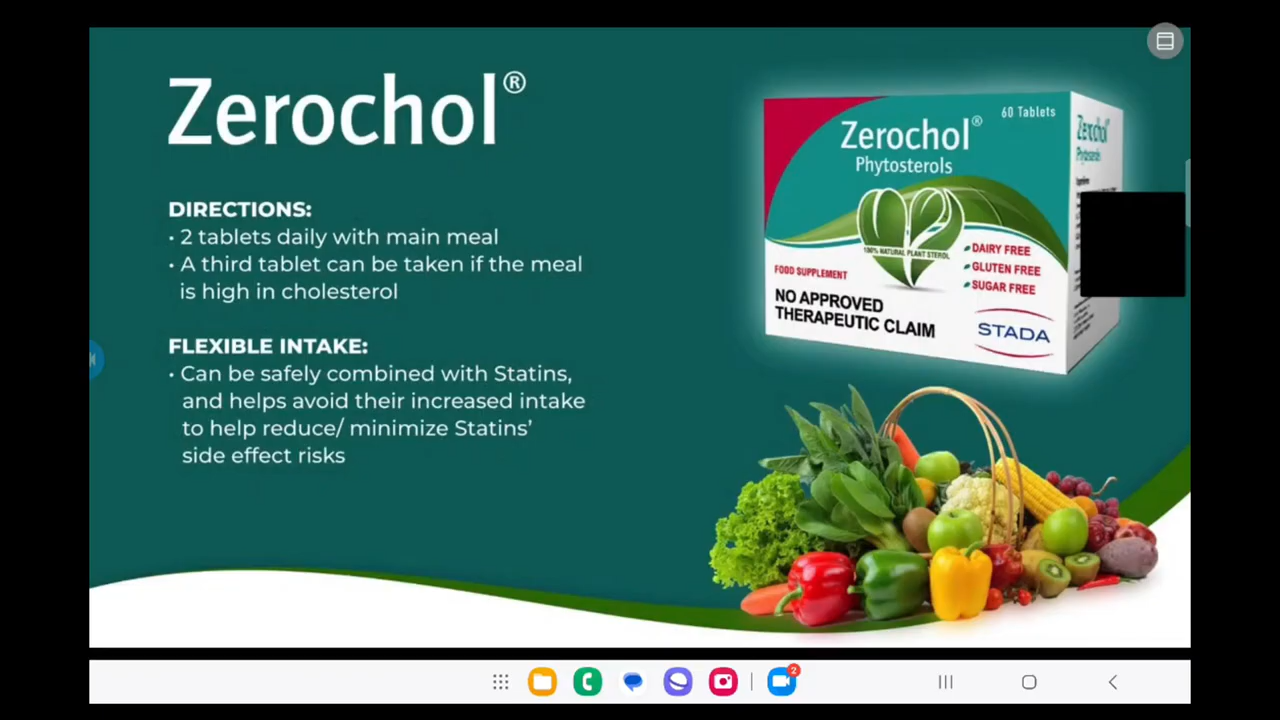 Zerochol®
DIRECTIONS:
• 2 tablets daily with main meal
• A third tablet can be taken if the meal
is high in cholesterol
FLEXIBLE INTAKE:
• Can be safely combined with Statins,
and helps avoid their increased intake
to help reduce/ minimize Statins'
side effect risks
60 Tablets
Zerochol®
Phytosterols
100% NATURAL PLANT STEROL
DAIRY FREE
GLUTEN FREE
SUGAR FREE
FOOD SUPPLEMENT
NO APPROVED
THERAPEUTIC CLAIM
STADA
Zerochol®
Phytosterols
2